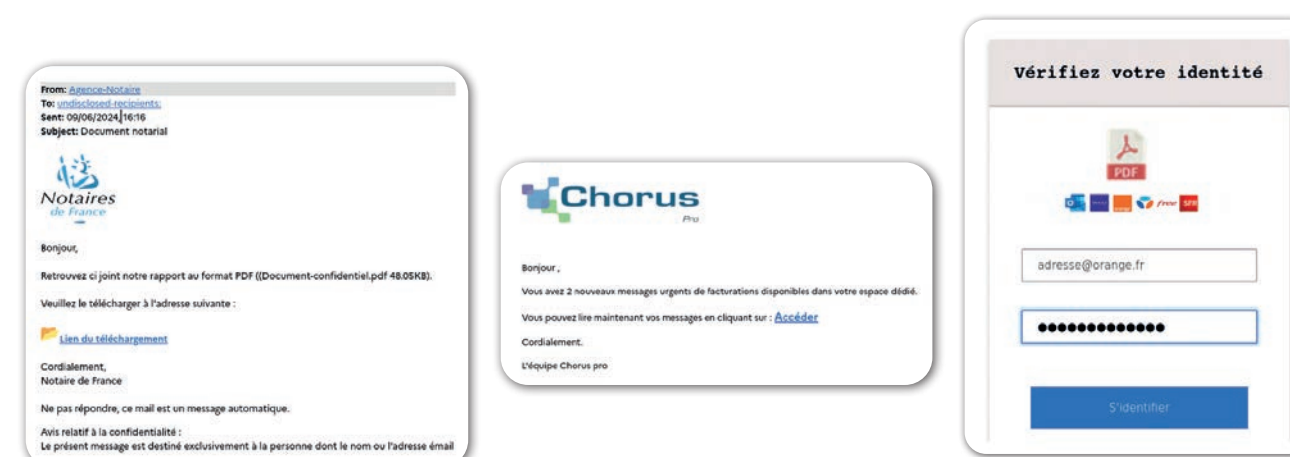 From: Agence-Notaire
To: undisclosed-recipients:
Sent: 09/06/2024 16:16
Subject: Document notarial
Notaires
de France
Bonjour,
Retrouvez ci joint notre rapport au format PDF ((Document-confidentiel.pdf 48.05KB).
Veuillez le télécharger à l'adresse suivante :
Lien du téléchargement
Cordialement,
Notaire de France
Ne pas répondre, ce mail est un message automatique.
Avis relatif à la confidentialité :
Le présent message est destiné exclusivement à la personne dont le nom ou l'adresse émail
Chorus
Pro
Bonjour ,
Vous avez 2 nouveaux messages urgents de facturations disponibles dans votre espace dédié.
Vous pouvez lire maintenant vos messages en cliquant sur : Accéder
Cordialement.
L'équipe Chorus pro
Vérifiez votre identité
PDF
orange free SFR
adresse@orange.fr
S'identifier